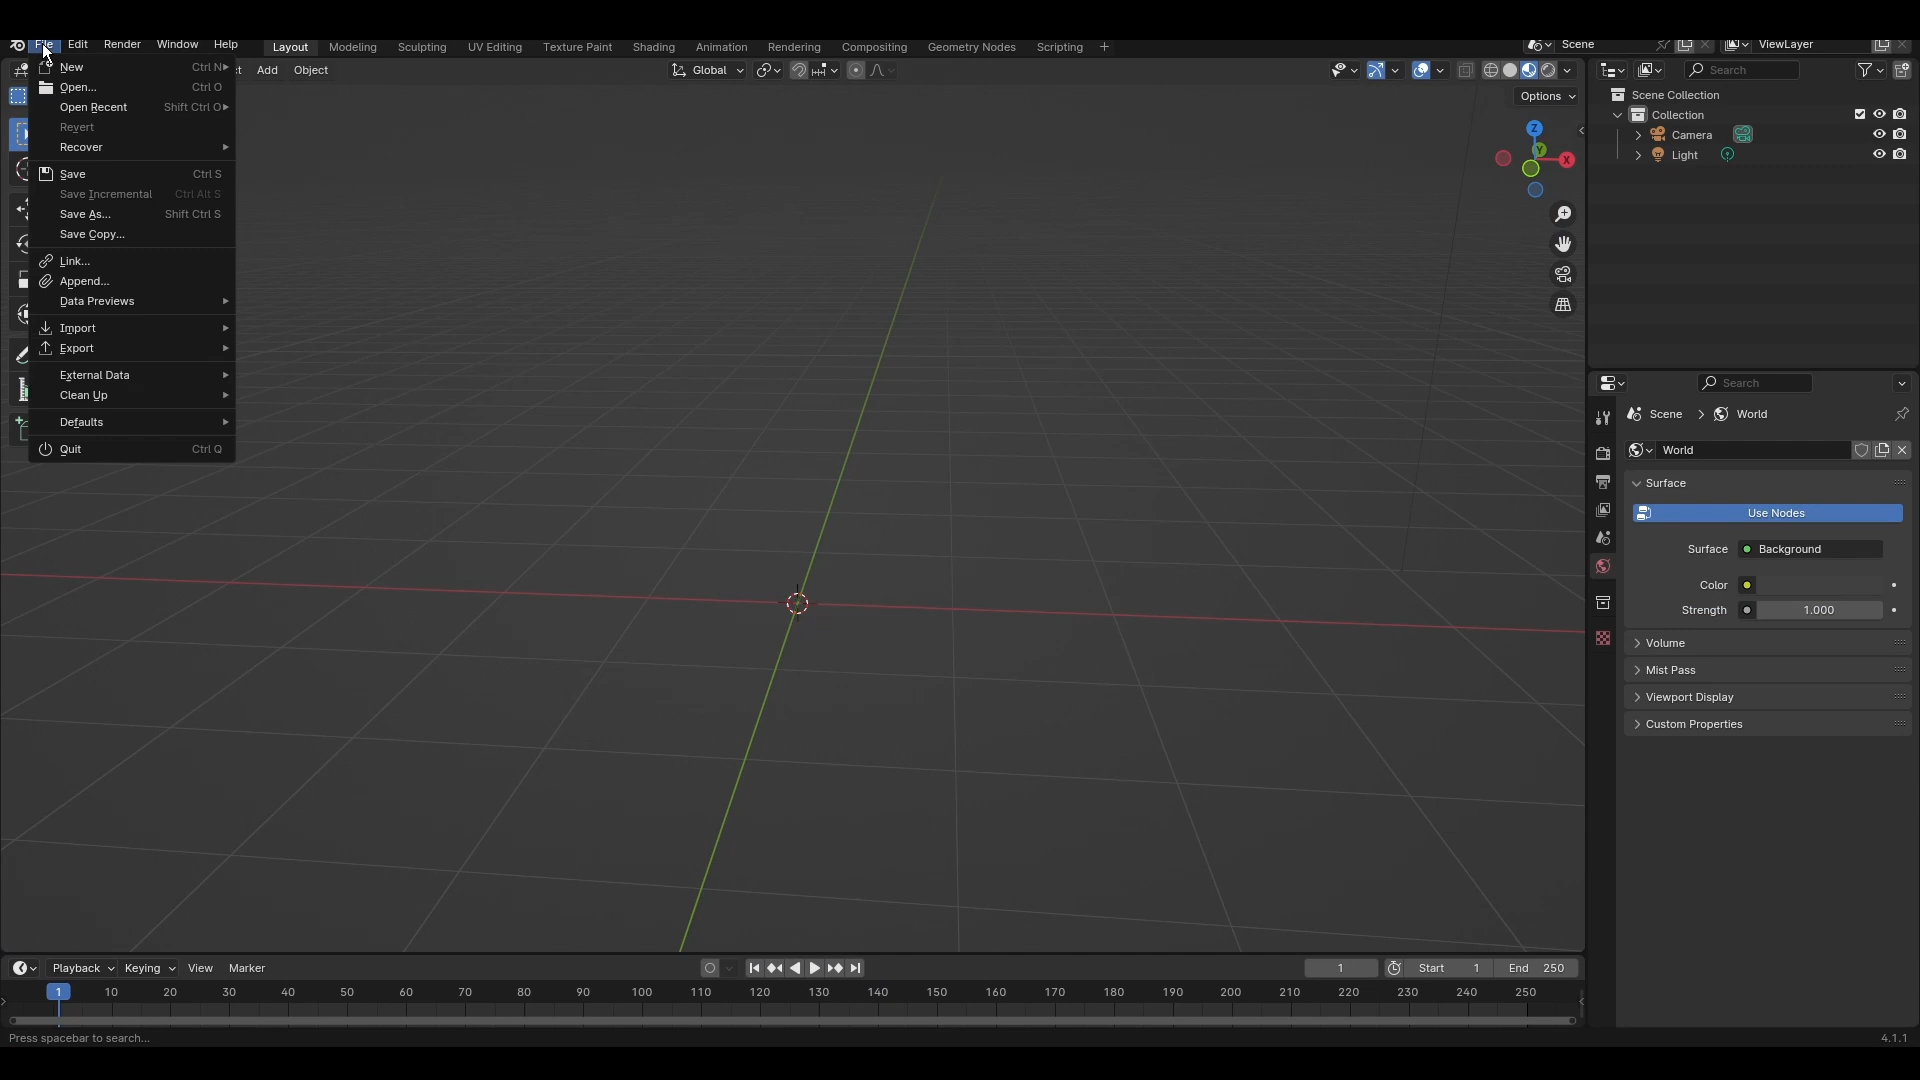 File Edit Render Window Help Layout Modeling Sculpting UV Editing Texture Paint Shading Animation Rendering Compositing Geometry Nodes Scripting + Scene ViewLayer
Add Object Global Search
Options
New Ctrl N
Open... Ctrl O
Open Recent Shift Ctrl O
Revert
Recover
Save Ctrl S
Save Incremental Ctrl Alt S
Save As... Shift Ctrl S
Save Copy...
Link...
Append...
Data Previews
Import
Export
External Data
Clean Up
Defaults
Quit Ctrl Q
Z
Y
X
Scene Collection
Collection
Camera
Light
Search
Scene > World
World
Surface
Use Nodes
Surface Background
Color
Strength 1.000
Volume
Mist Pass
Viewport Display
Custom Properties
Playback Keying View Marker 1 Start 1 End 250
1 10 20 30 40 50 60 70 80 90 100 110 120 130 140 150 160 170 180 190 200 210 220 230 240 250
Press spacebar to search... 4.1.1